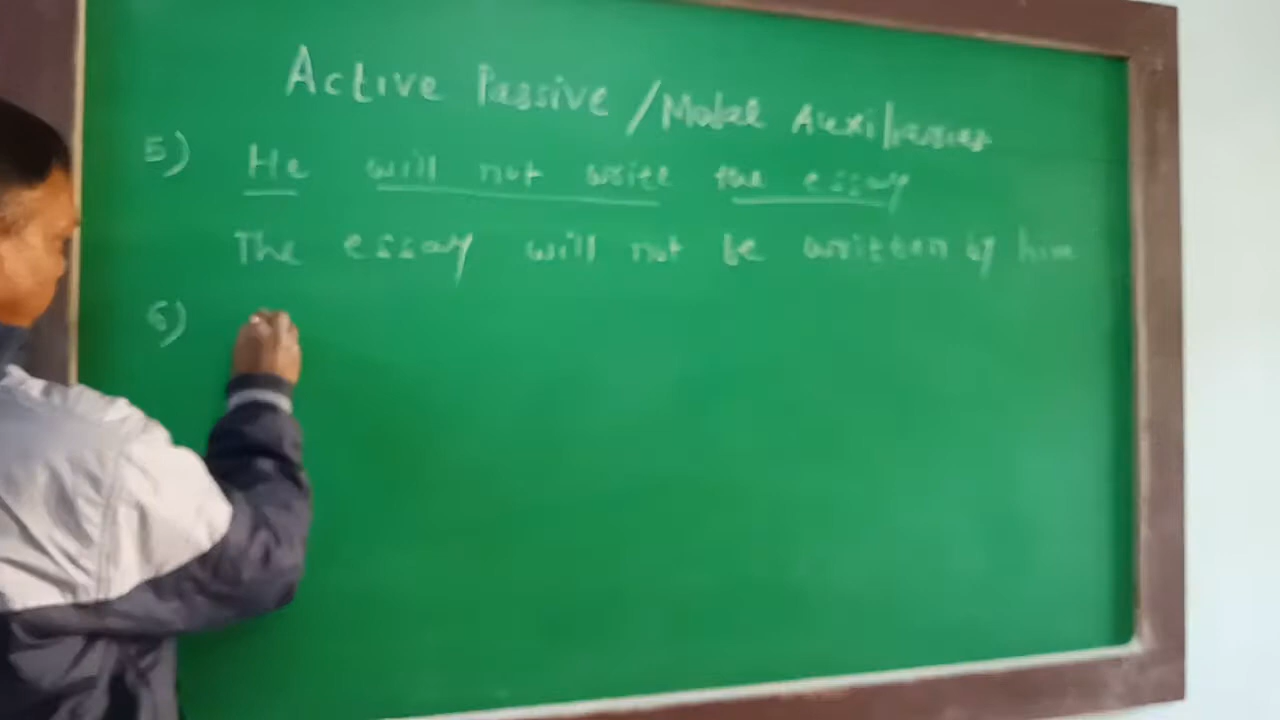 Active Passive / Modal Auxiliaries
5) He will not write the essay
The essay will not be written by him
6)